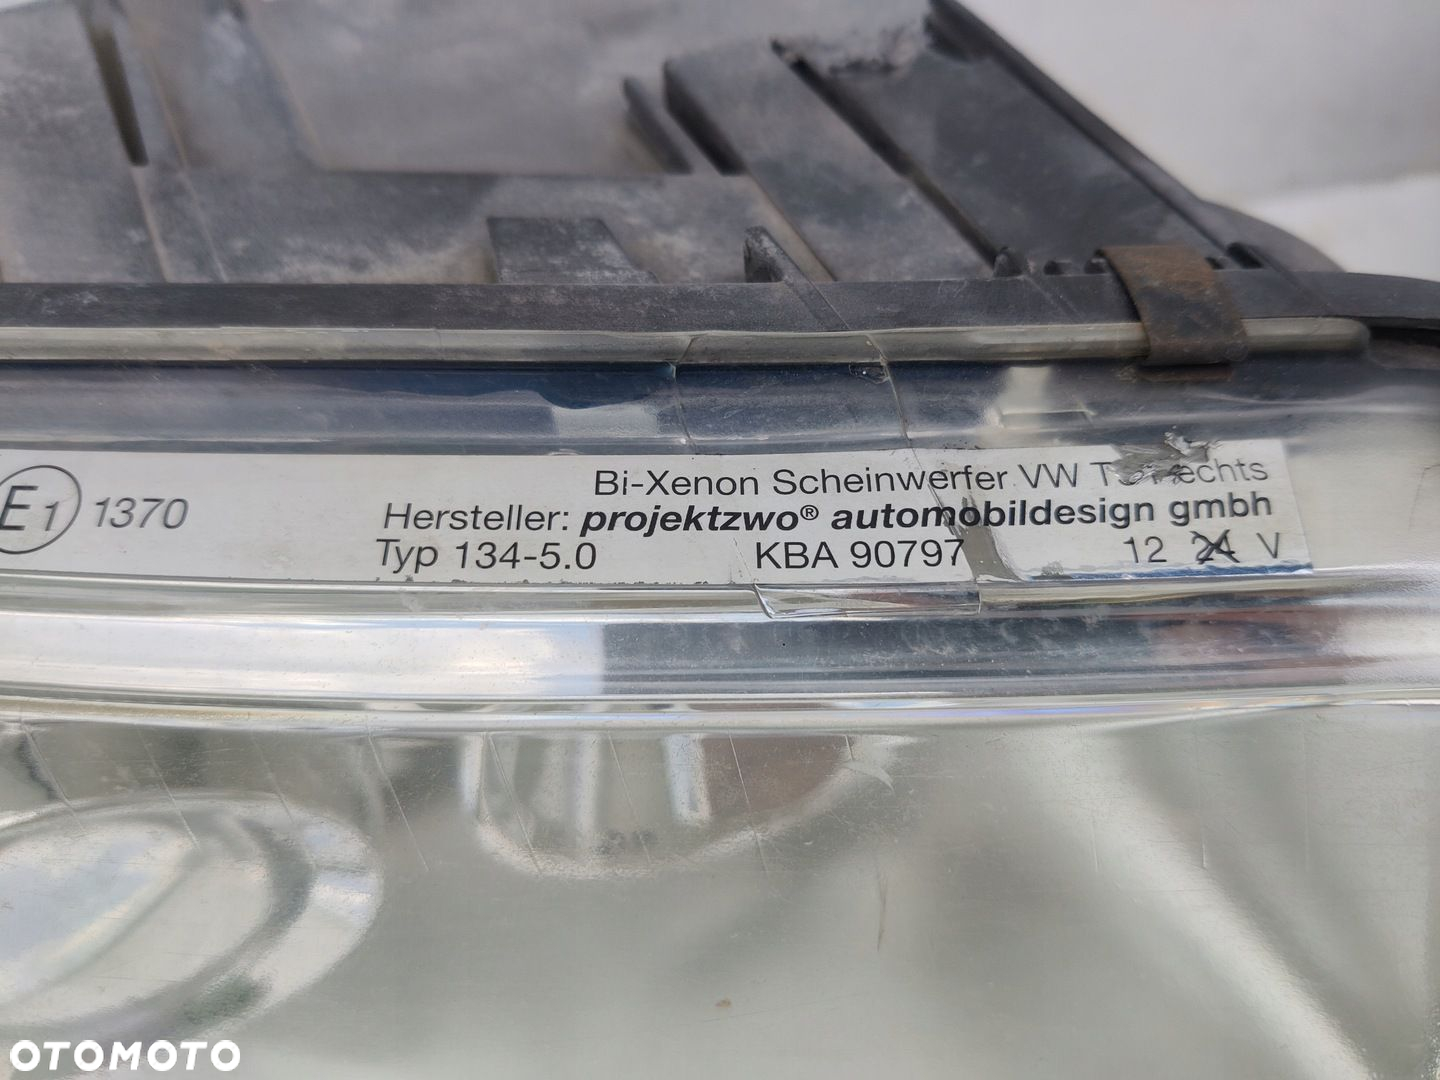 Bi-Xenon Scheinwerfer VW
E1 1370
Hersteller: projektzwo® automobildesign gmbh
Typ 134-5.0 KBA 90797 12 24 V
OTOMOTO